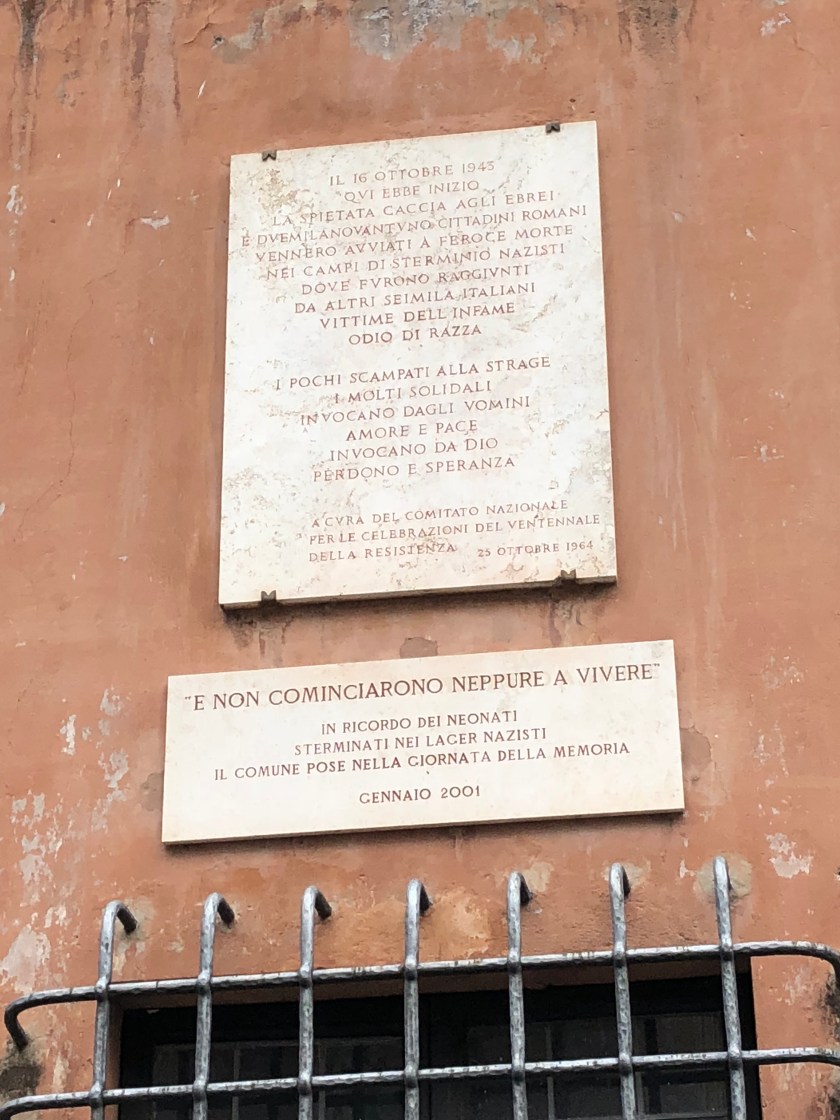 IL 16 OTTOBRE 1943
QVI EBBE INIZIO
LA SPIETATA CACCIA AGLI EBREI
E DVEMILANOVANTVNO CITTADINI ROMANI
VENNERO AVVIATI A FEROCE MORTE
NEI CAMPI DI STERMINIO NAZISTI
DOVE FVRONO RAGGIVNTI
DA ALTRI SEIMILA ITALIANI
VITTIME DELL'INFAME
ODIO DI RAZZA
I POCHI SCAMPATI ALLA STRAGE
I MOLTI SOLIDALI
INVOCANO DAGLI VOMINI
AMORE E PACE
INVOCANO DA DIO
PERDONO E SPERANZA
A CVRA DEL COMITATO NAZIONALE
PER LE CELEBRAZIONI DEL VENTENNALE
DELLA RESISTENZA 25 OTTOBRE 1964
"E NON COMINCIARONO NEPPURE A VIVERE"
IN RICORDO DEI NEONATI
STERMINATI NEI LAGER NAZISTI
IL COMUNE POSE NELLA GIORNATA DELLA MEMORIA
GENNAIO 2001